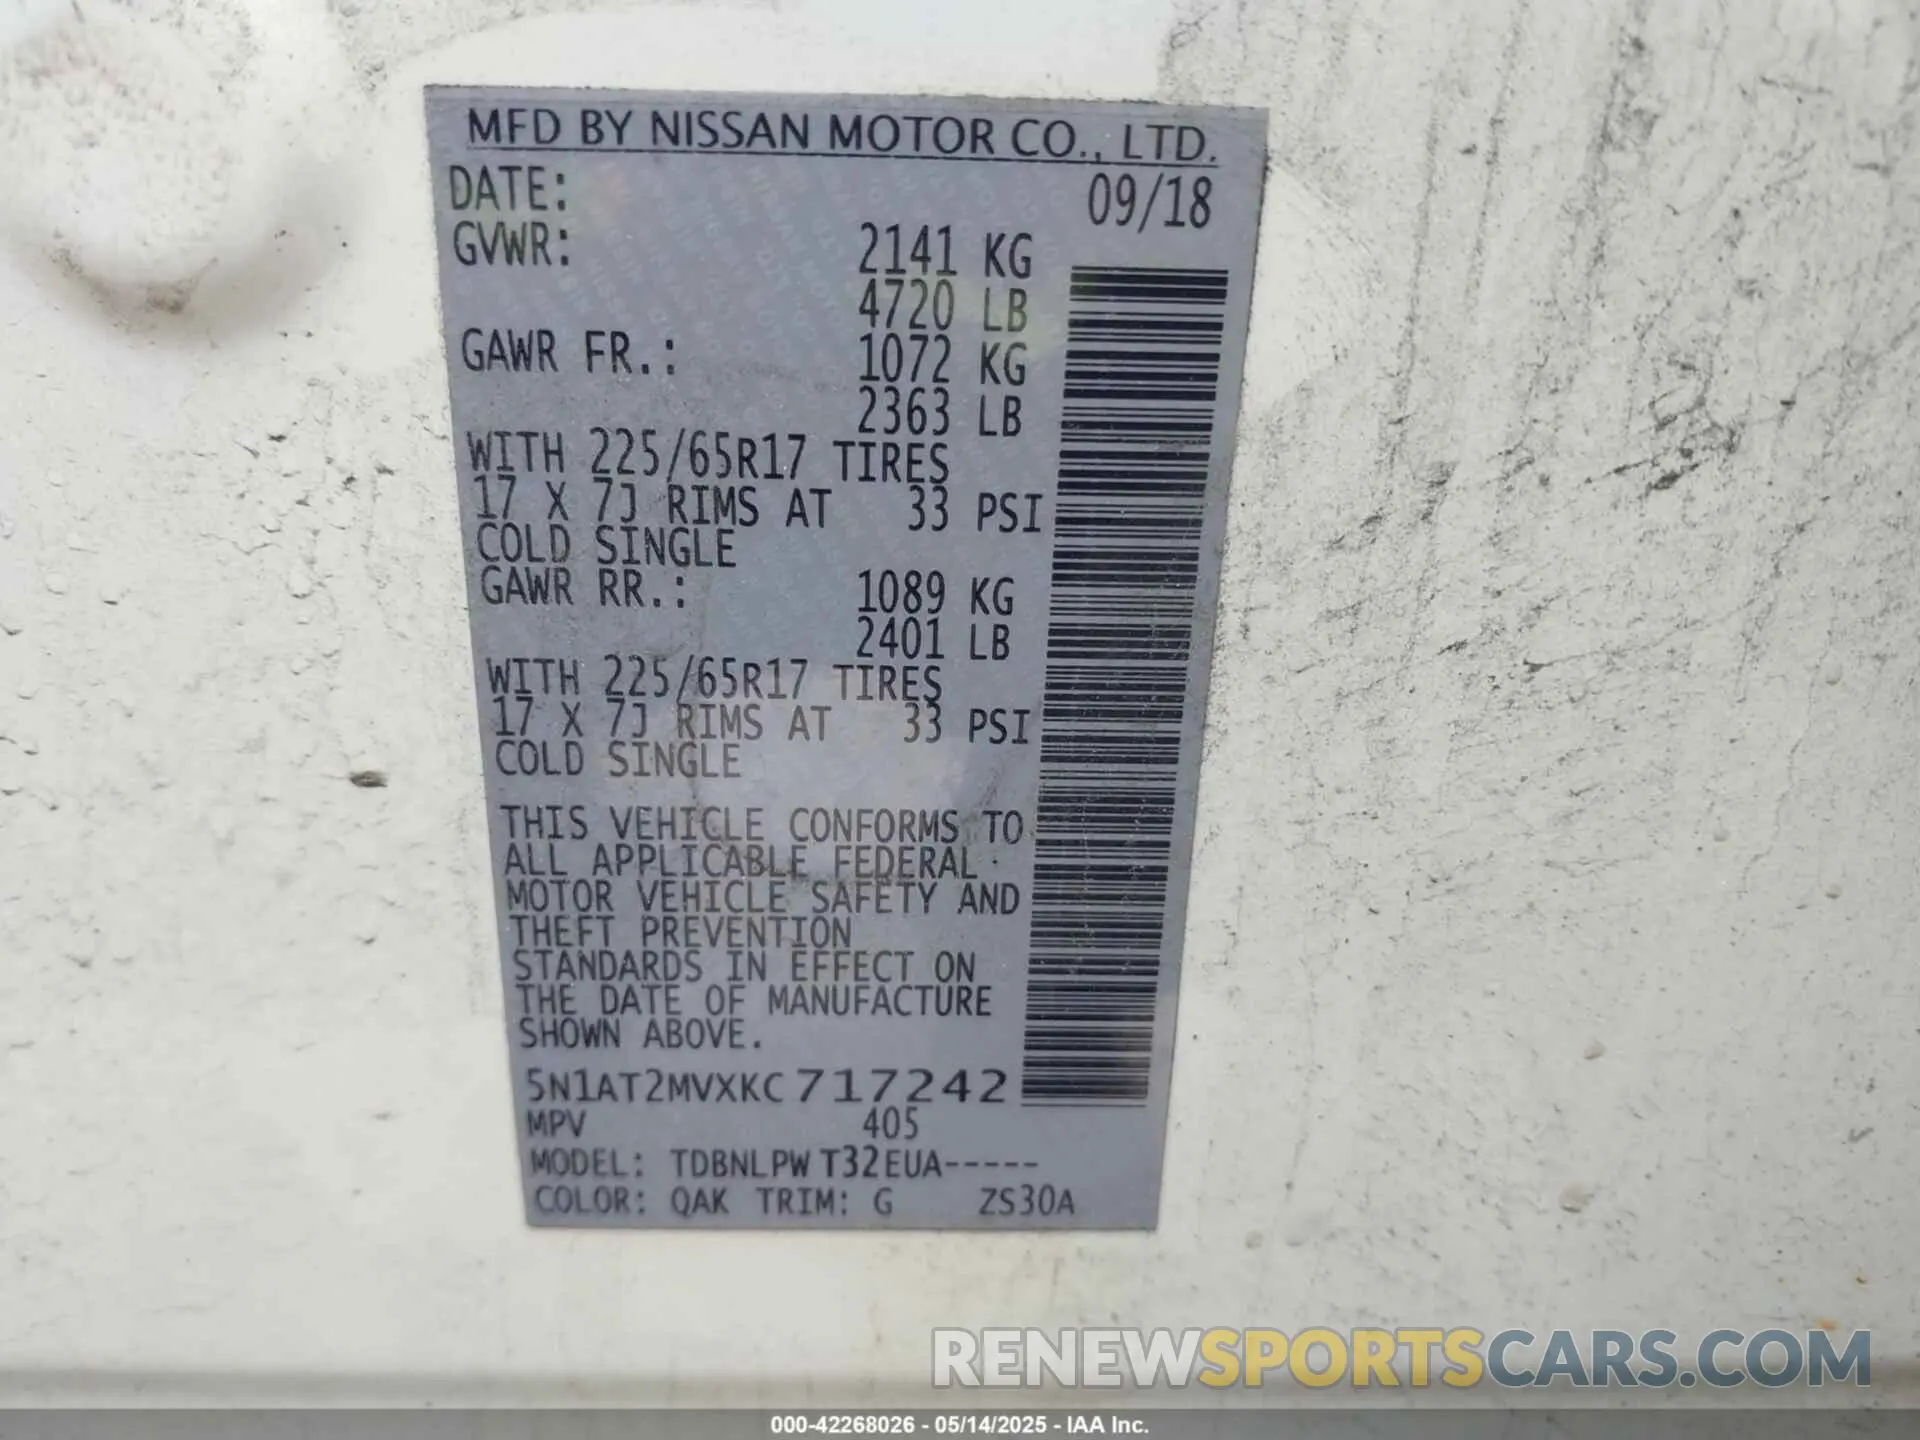 MFD BY NISSAN MOTOR CO., LTD.
DATE: 09/18
GVWR: 2141 KG
4720 LB
GAWR FR.: 1072 KG
2363 LB
WITH 225/65R17 TIRES
17 X 7J RIMS AT 33 PSI
COLD SINGLE
GAWR RR.: 1089 KG
2401 LB
WITH 225/65R17 TIRES
17 X 7J RIMS AT 33 PSI
COLD SINGLE
THIS VEHICLE CONFORMS TO
ALL APPLICABLE FEDERAL
MOTOR VEHICLE SAFETY AND
THEFT PREVENTION
STANDARDS IN EFFECT ON
THE DATE OF MANUFACTURE
SHOWN ABOVE.
5N1AT2MVXKC717242
MPV 405
MODEL: TDBNLPW T32EUA-----
COLOR: QAK TRIM: G ZS30A
RENEWSPORTSCARS.COM
000-42268026 - 05/14/2025 - IAA Inc.